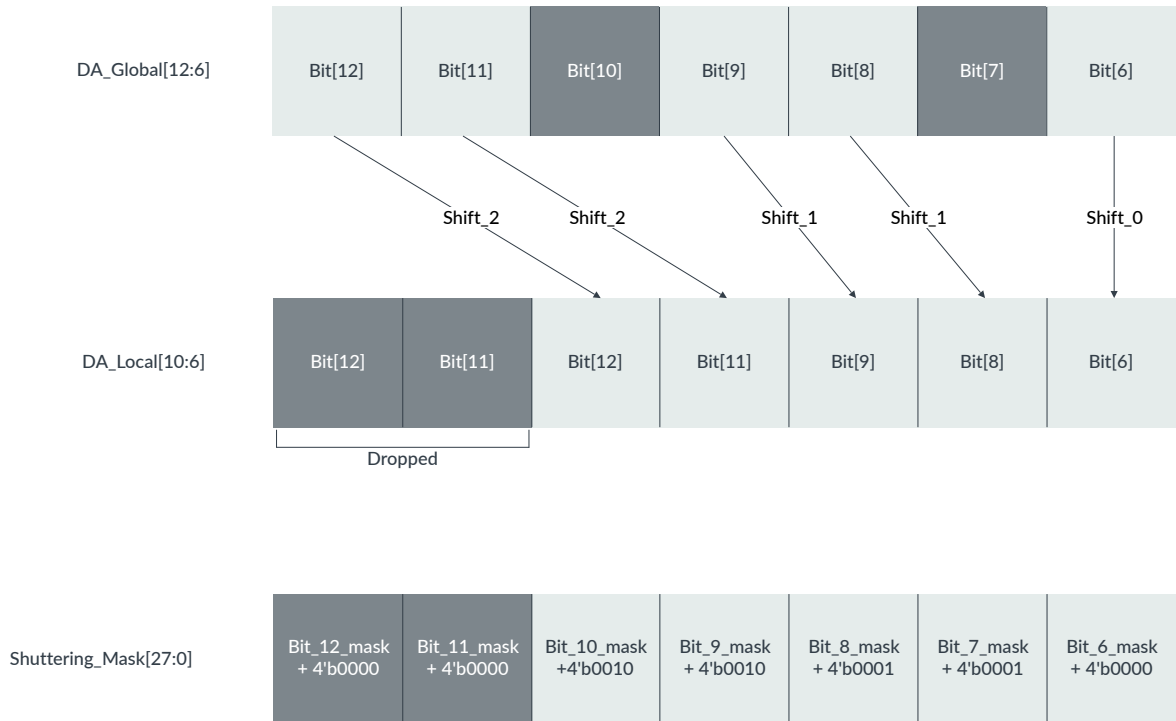 DA_Global[12:6]
Bit[12]
Bit[11]
Bit[10]
Bit[9]
Bit[8]
Bit[7]
Bit[6]
Shift_2
Shift_2
Shift_1
Shift_1
Shift_0
DA_Local[10:6]
Bit[12]
Bit[11]
Bit[12]
Bit[11]
Bit[9]
Bit[8]
Bit[6]
Dropped
Shuttering_Mask[27:0]
Bit_12_mask
+ 4'b0000
Bit_11_mask
+ 4'b0000
Bit_10_mask
+4'b0010
Bit_9_mask
+ 4'b0010
Bit_8_mask
+ 4'b0001
Bit_7_mask
+ 4'b0001
Bit_6_mask
+ 4'b0000